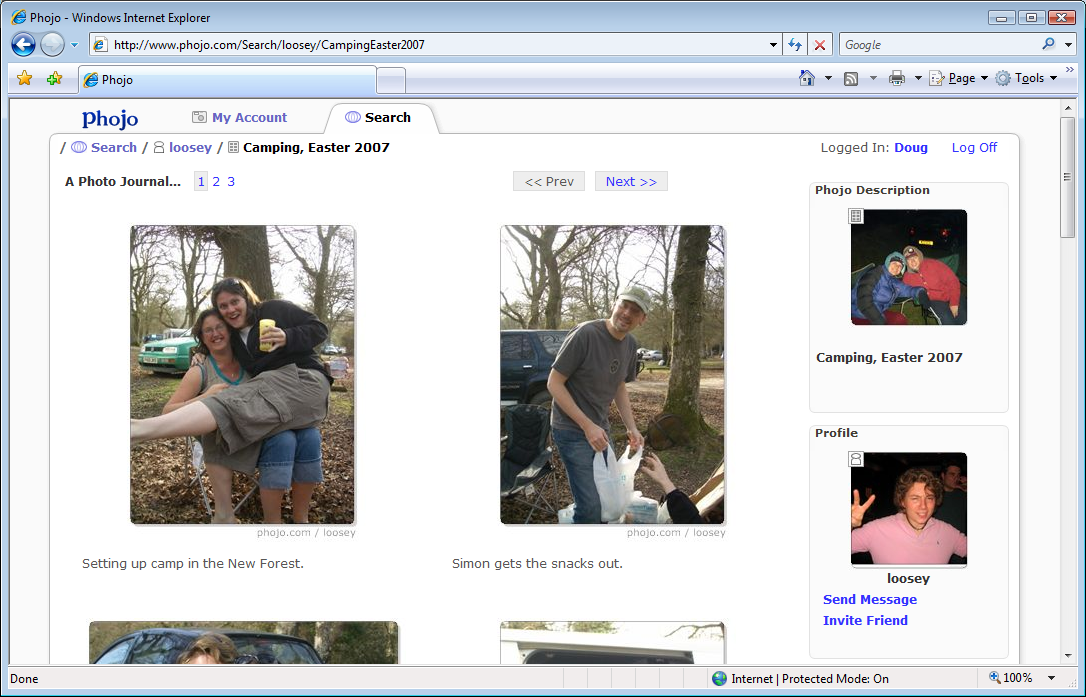 Phojo - Windows Internet Explorer
http://www.phojo.com/Search/loosey/CampingEaster2007
Google
Phojo
Page
Tools
phojo
My Account
Search
/ Search / loosey / Camping, Easter 2007
Logged In: Doug Log Off
A Photo Journal... 1 2 3
<< Prev Next >>
Phojo Description
Camping, Easter 2007
phojo.com / loosey
phojo.com / loosey
Setting up camp in the New Forest.
Simon gets the snacks out.
Profile
loosey
Send Message
Invite Friend
Done
Internet | Protected Mode: On
100%